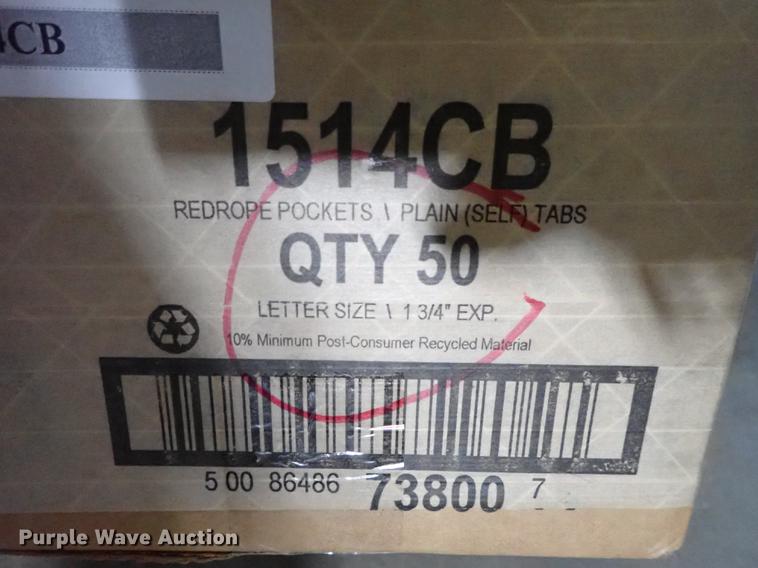 4CB
1514CB
REDROPE POCKETS \ PLAIN (SELF) TABS
QTY 50
LETTER SIZE \ 1 3/4" EXP.
10% Minimum Post-Consumer Recycled Material
5 00 86486 73800 7
Purple Wave Auction